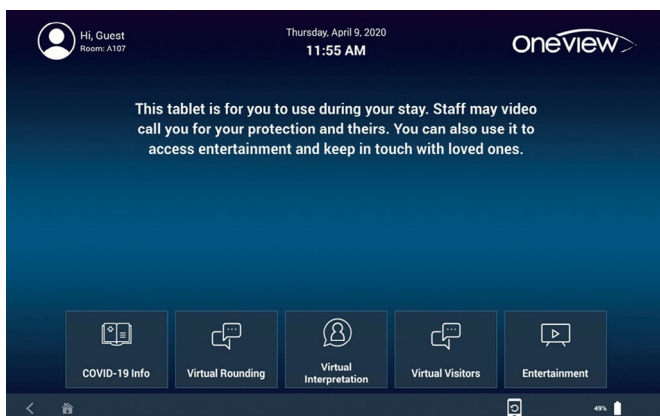 Hi, Guest
Room: A107
Thursday, April 9, 2020
11:55 AM
Oneview
This tablet is for you to use during your stay. Staff may video
call you for your protection and theirs. You can also use it to
access entertainment and keep in touch with loved ones.
COVID-19 Info
Virtual Rounding
Virtual
Interpretation
Virtual Visitors
Entertainment
49%